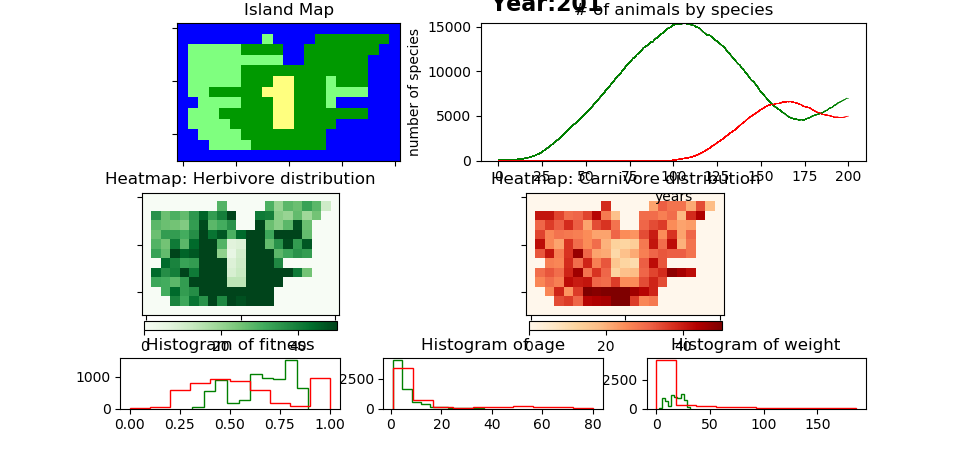 Year:201
Island Map
# of animals by species
number of species
15000
10000
5000
0
0 25 50 75 100 125 150 175 200
years
Heatmap: Herbivore distribution
Heatmap: Carnivore distribution
0 20 40
0 20 40
Histogram of fitness
Histogram of age
Histogram of weight
1000
0
0.00 0.25 0.50 0.75 1.00
2500
0
0 20 40 60 80
2500
0
0 50 100 150